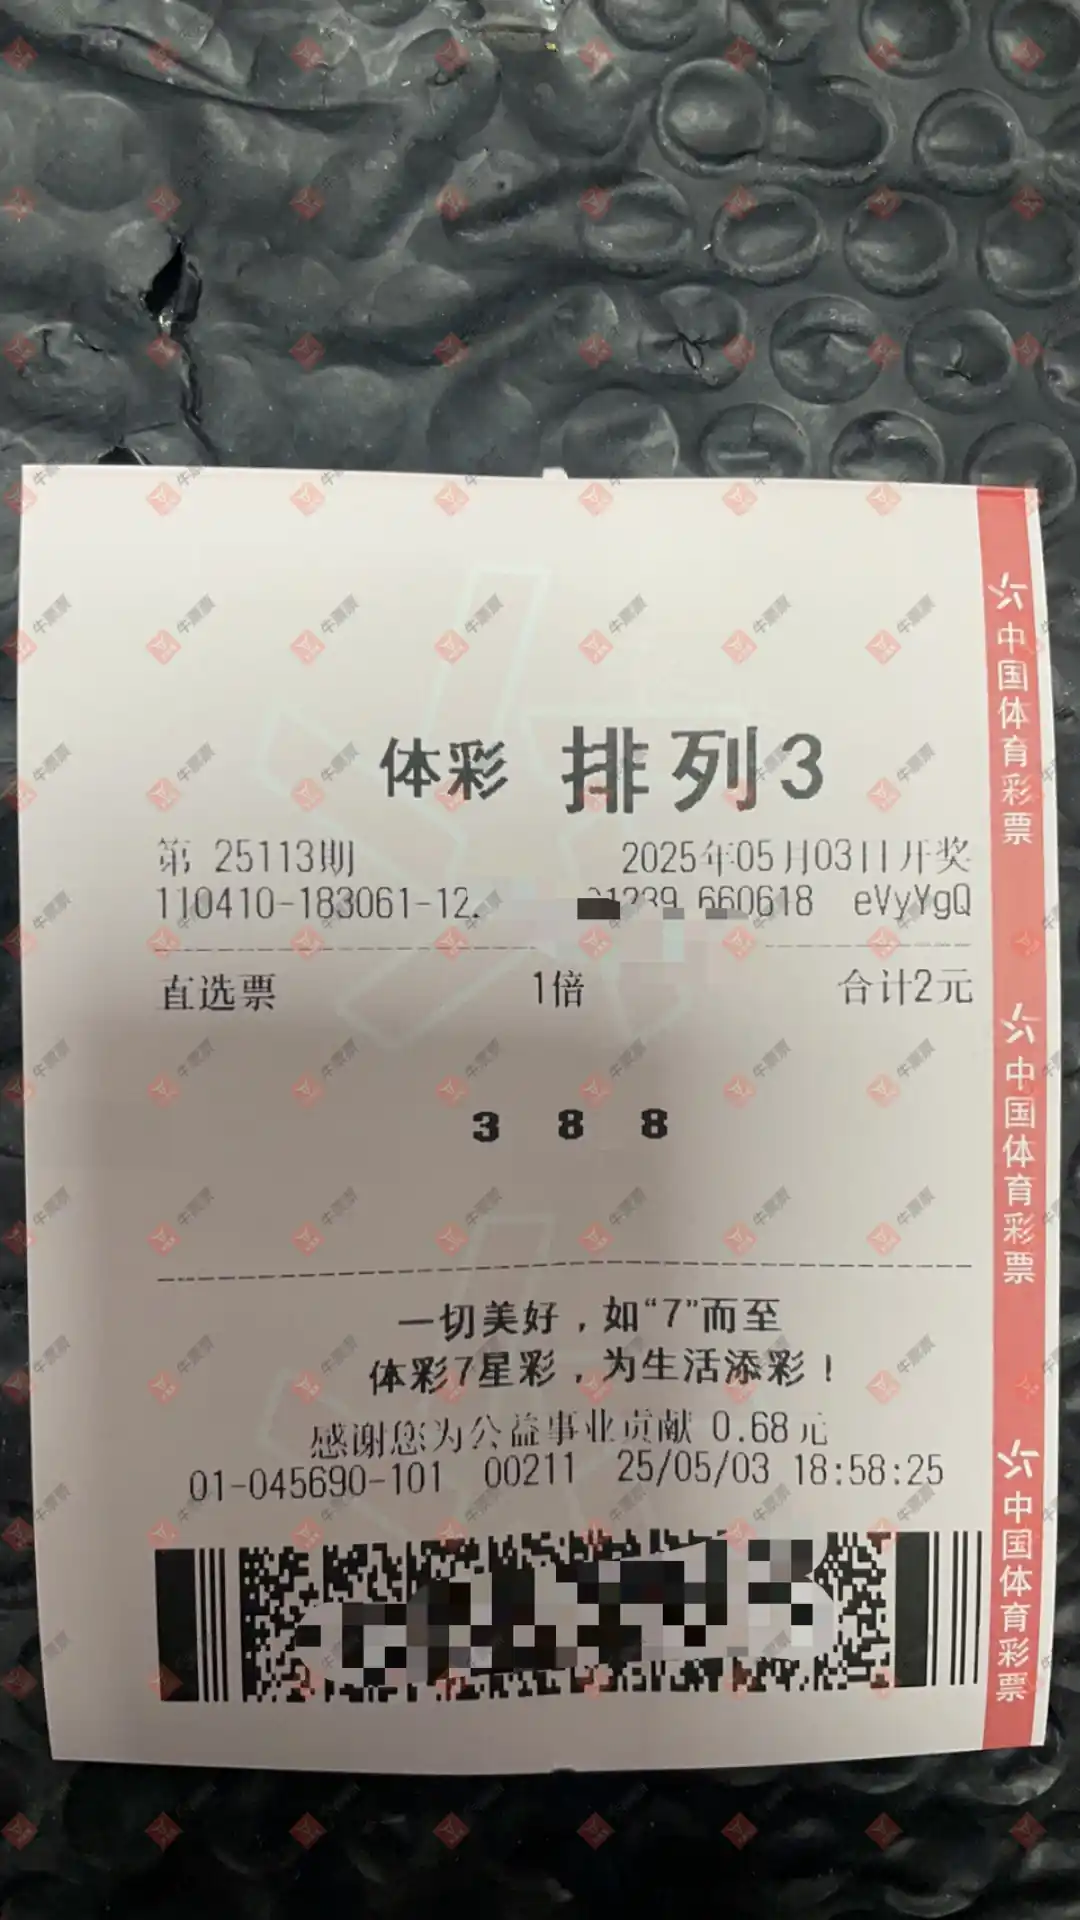 体彩 排列3
第 25113期 2025年05月03日开奖
110410-183061-12. 660618 eVyYgQ
直选票 1倍 合计2元
3 8 8
一切美好，如“7”而至
体彩7星彩，为生活添彩！
感谢您为公益事业贡献 0.68元
01-045690-101 00211 25/05/03 18:58:25
中国体育彩票
中国体育彩票
中国体育彩票
牛票票